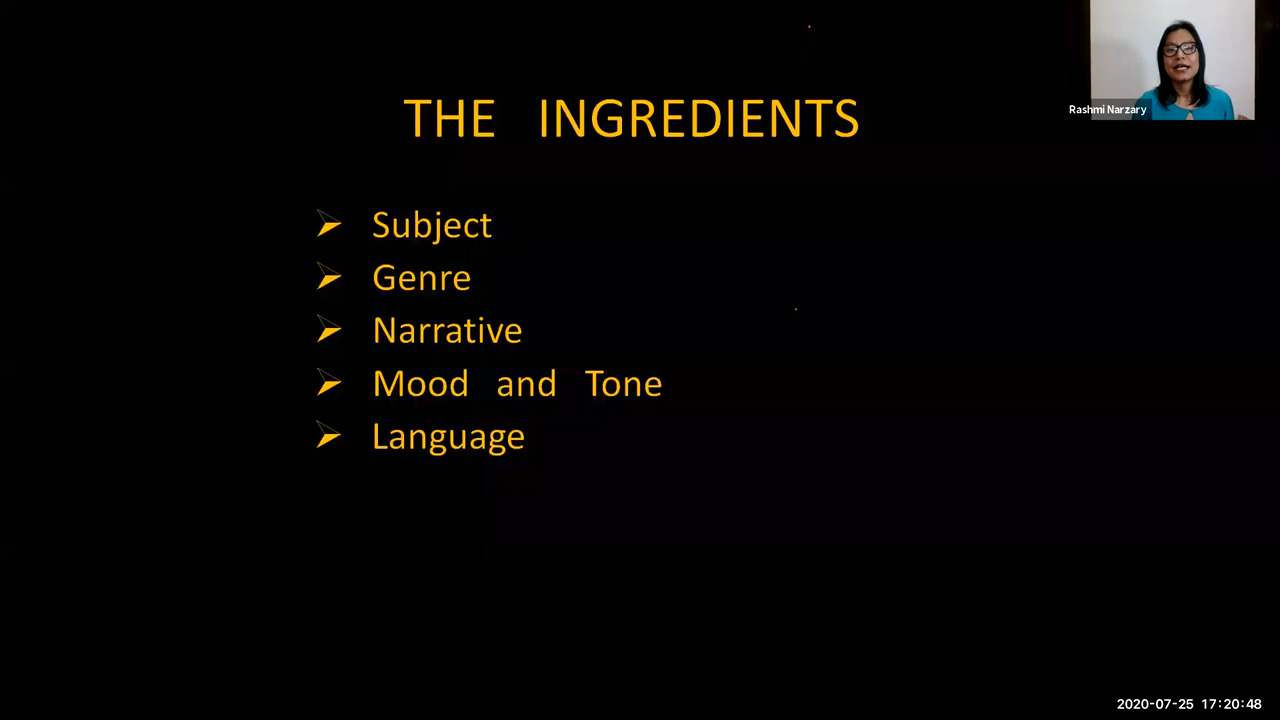 Rashmi Narzary
THE INGREDIENTS
Subject
Genre
Narrative
Mood and Tone
Language
2020-07-25 17:20:48